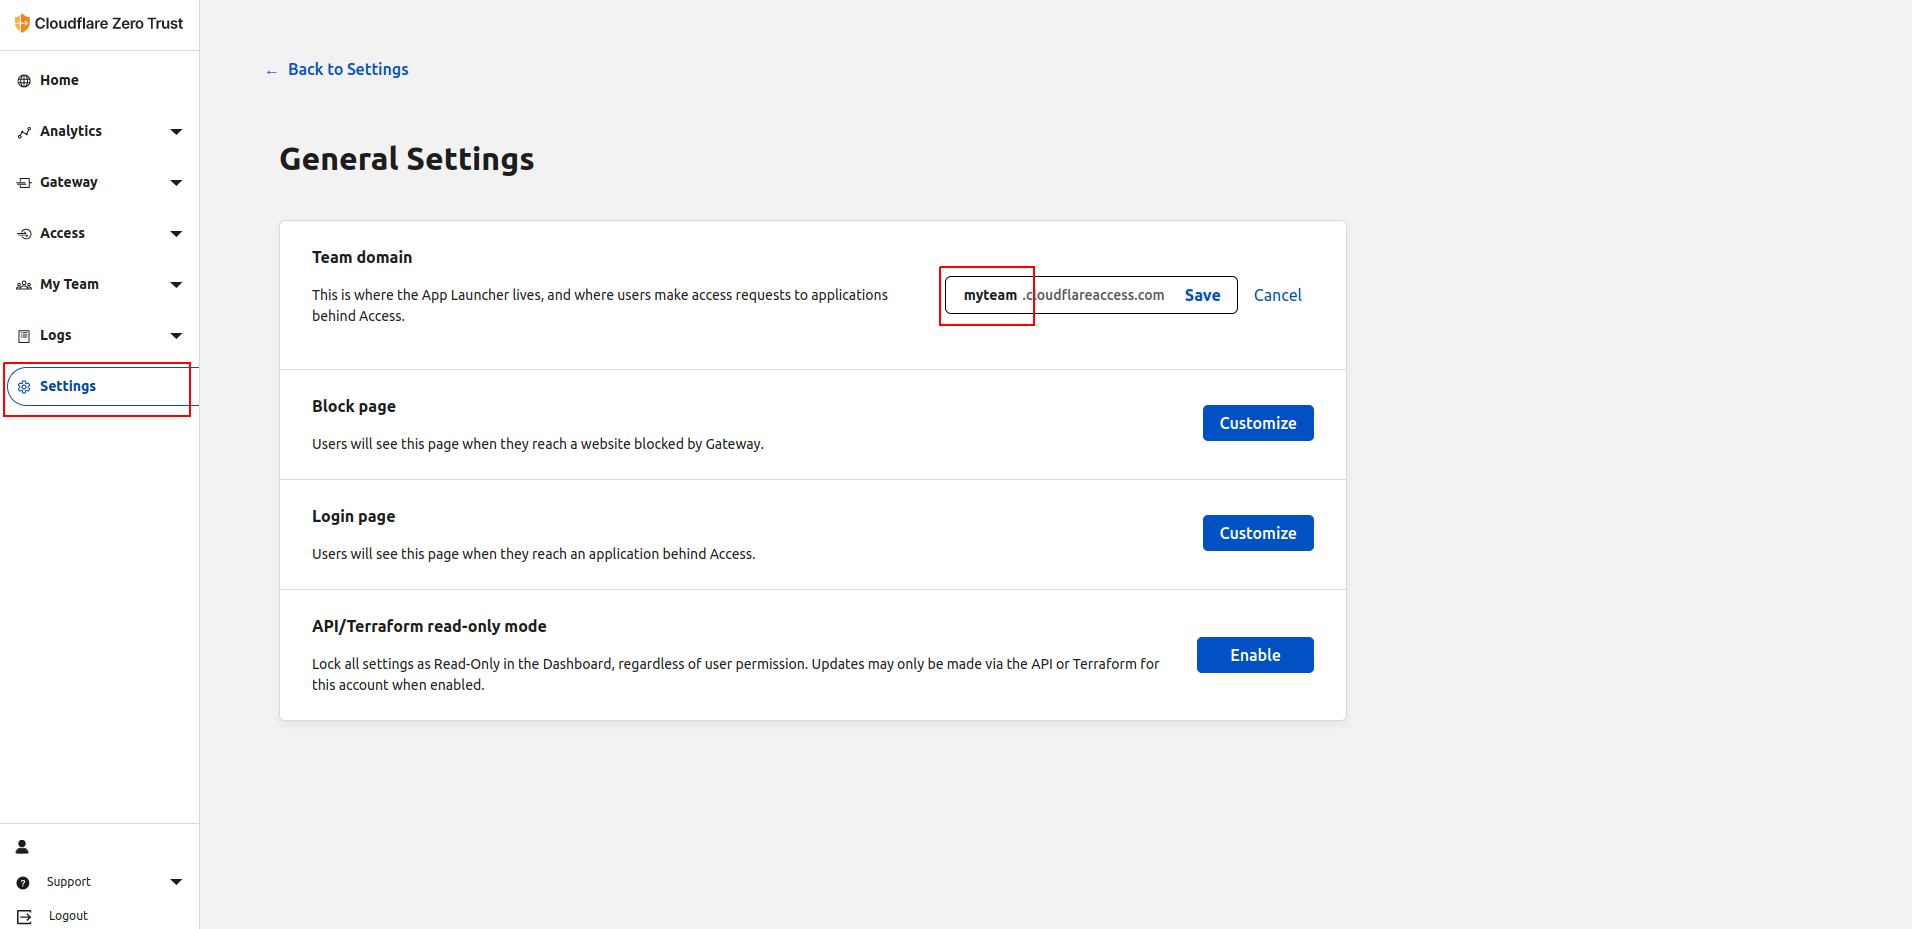 Cloudflare Zero Trust
Home
Analytics
Gateway
Access
My Team
Logs
Settings
Support
Logout
← Back to Settings
General Settings
Team domain
This is where the App Launcher lives, and where users make access requests to applications
behind Access.
myteam .cloudflareaccess.com Save Cancel
Block page
Users will see this page when they reach a website blocked by Gateway.
Customize
Login page
Users will see this page when they reach an application behind Access.
Customize
API/Terraform read-only mode
Lock all settings as Read-Only in the Dashboard, regardless of user permission. Updates may only be made via the API or Terraform for
this account when enabled.
Enable